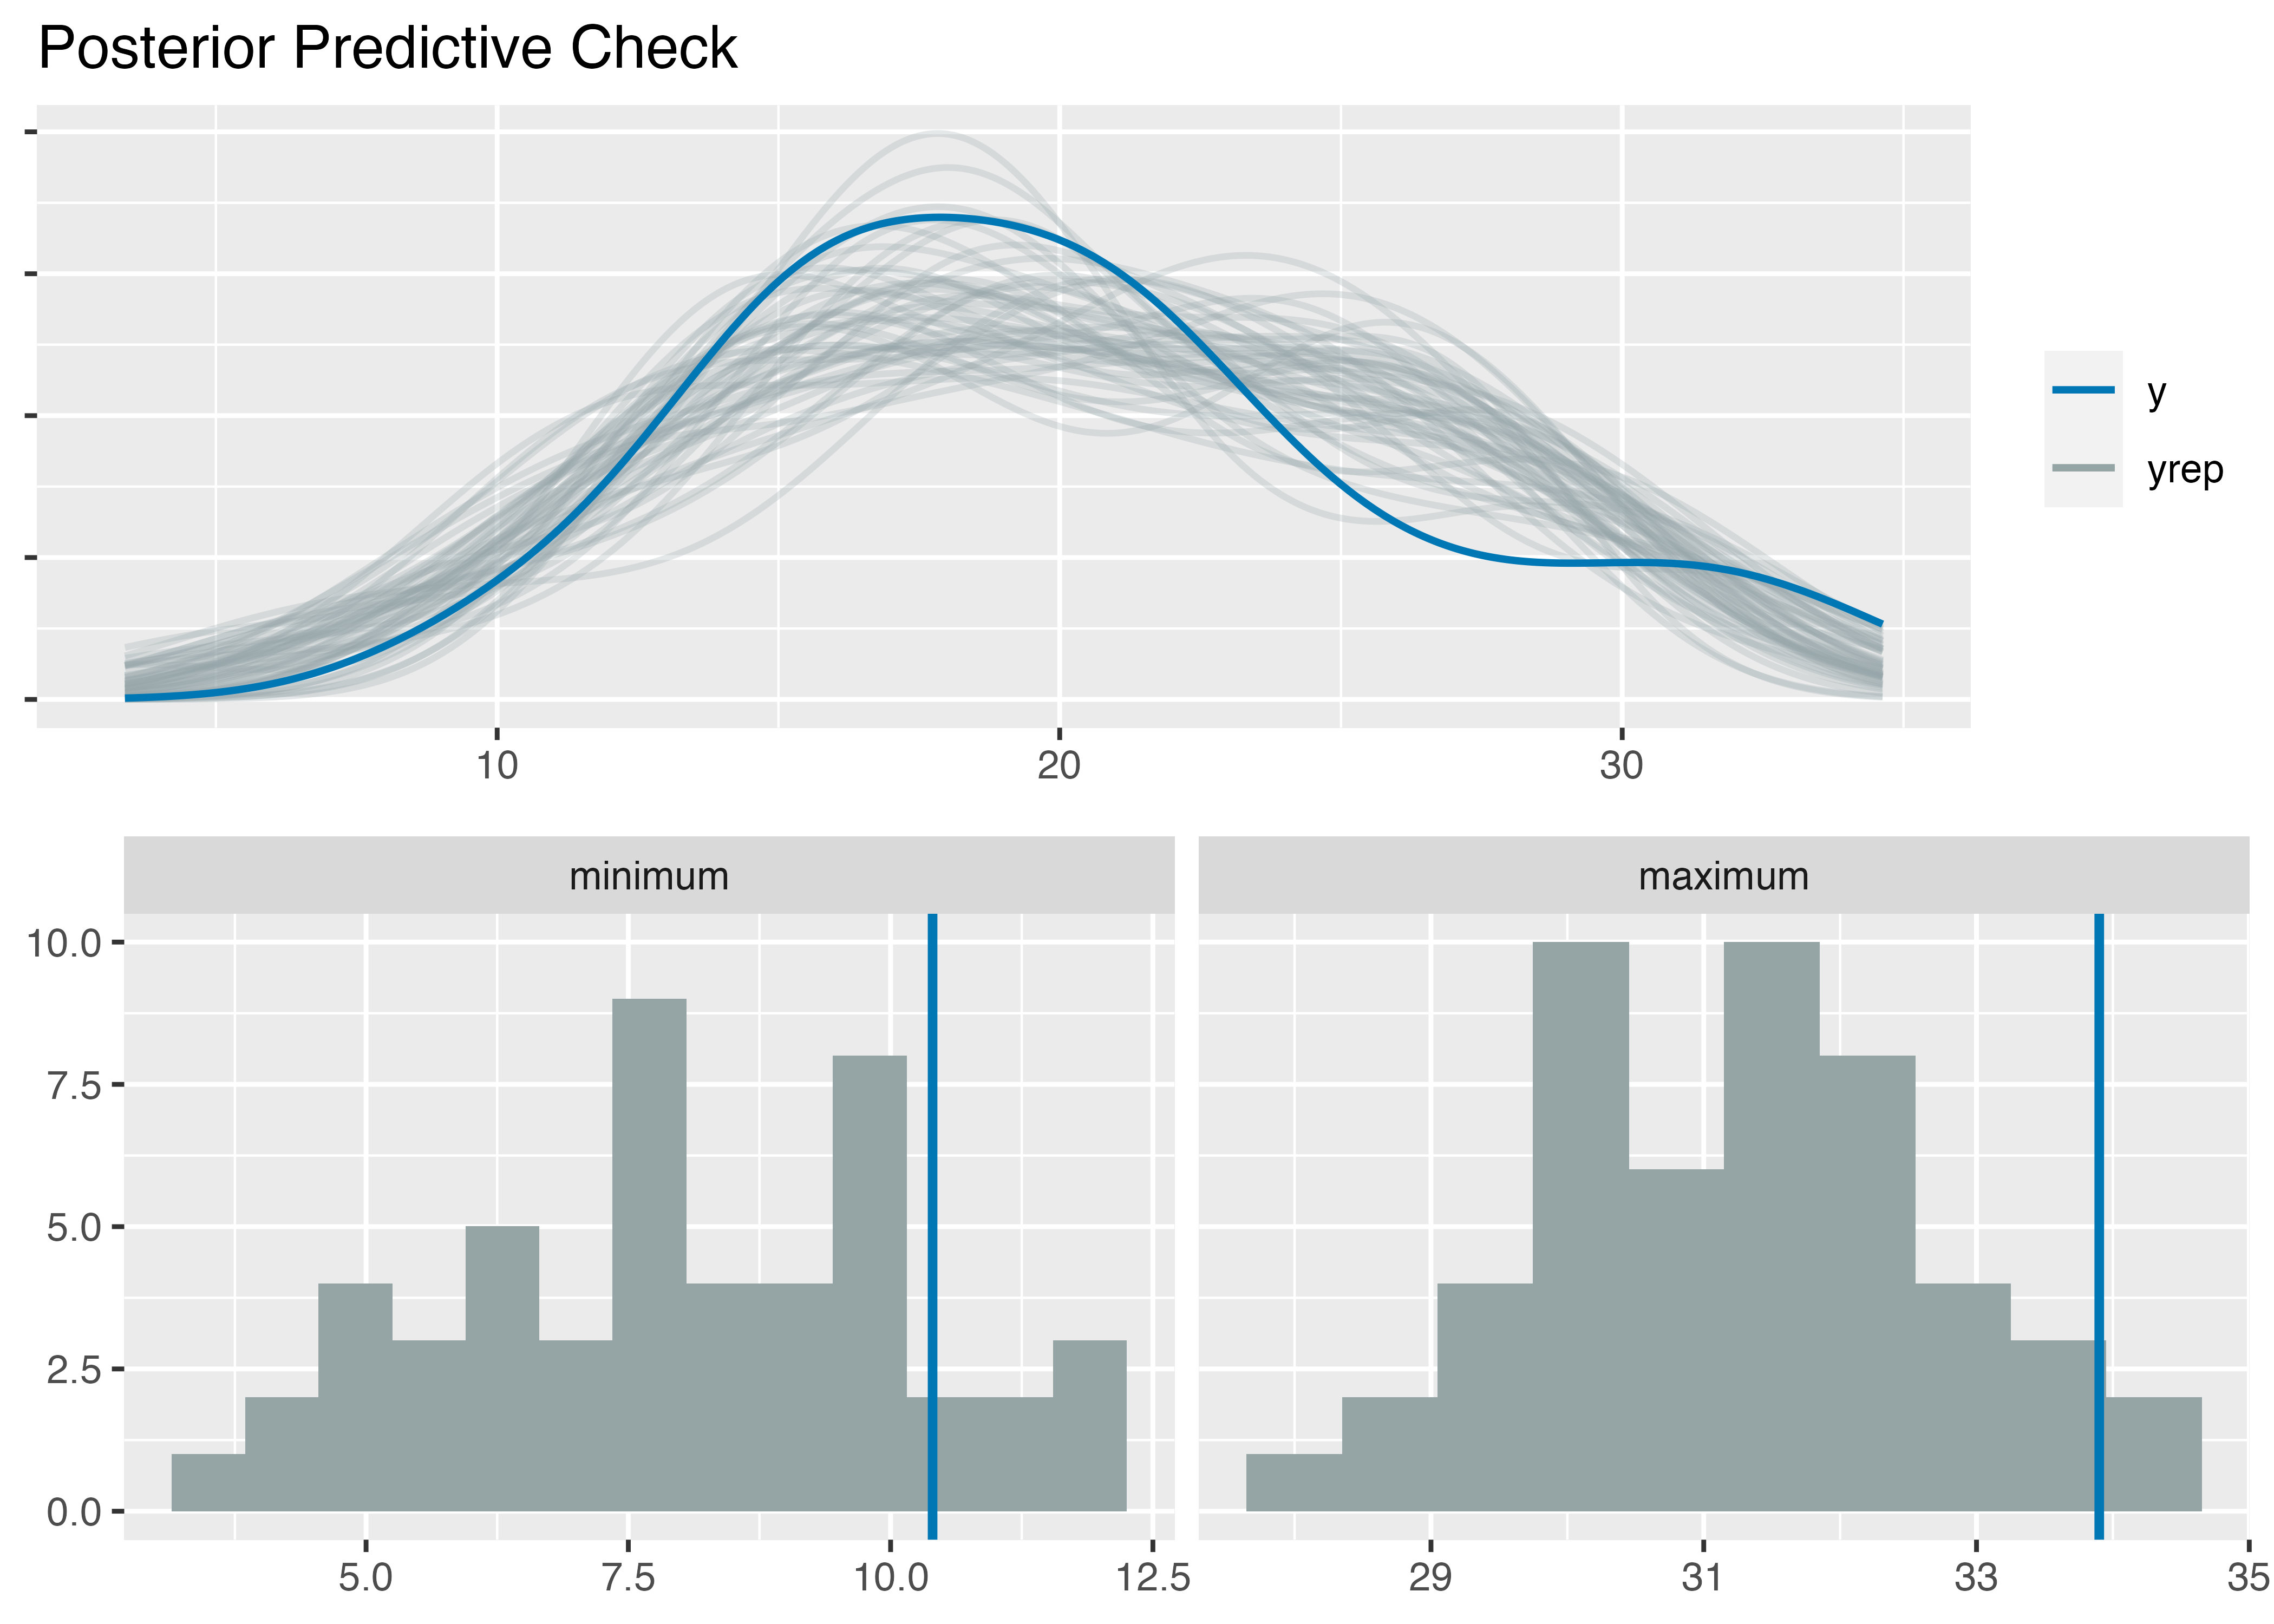 Posterior Predictive Check
y
yrep
10 20 30
minimum maximum
10.0
7.5
5.0
2.5
0.0
5.0 7.5 10.0 12.5 29 31 33 35